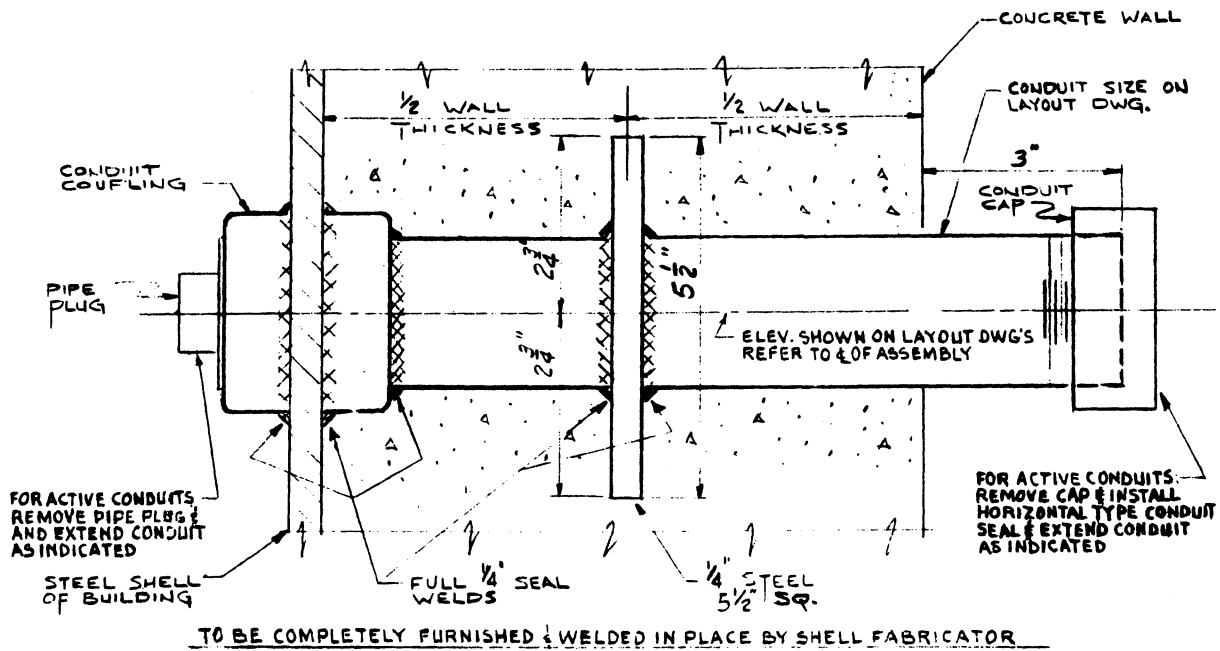 CONCRETE WALL
1/2 WALL
THICKNESS
1/2 WALL
THICKNESS
CONDUIT SIZE ON
LAYOUT DWG.
3"
CONDUIT
COUPLING
CONDUIT
CAP
2 3/4"
5 1/2"
PIPE
PLUG
2 3/4"
ELEV. SHOWN ON LAYOUT DWG'S
REFER TO ℄ OF ASSEMBLY
FOR ACTIVE CONDUITS
REMOVE PIPE PLUG &
AND EXTEND CONDUIT
AS INDICATED
FOR ACTIVE CONDUITS:
REMOVE CAP & INSTALL
HORIZONTAL TYPE CONDUIT
SEAL & EXTEND CONDUIT
AS INDICATED
STEEL SHELL
OF BUILDING
FULL 1/4" SEAL
WELDS
1/4" STEEL
5 1/2" SQ.
TO BE COMPLETELY FURNISHED & WELDED IN PLACE BY SHELL FABRICATOR